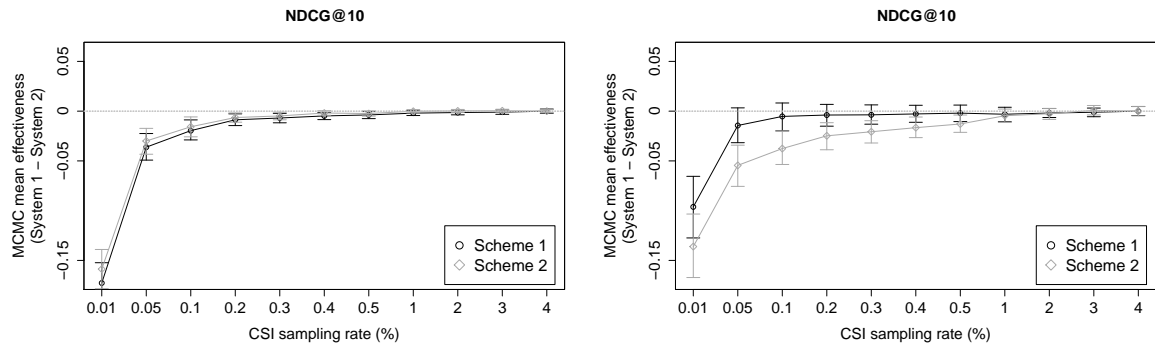 NDCG@10
MCMC mean effectiveness
(System 1 − System 2)
0.05
0
−0.05
−0.15
0.01 0.05 0.1 0.2 0.3 0.4 0.5 1 2 3 4
CSI sampling rate (%)
Scheme 1
Scheme 2
NDCG@10
MCMC mean effectiveness
(System 1 − System 2)
0.05
0
−0.05
−0.15
0.01 0.05 0.1 0.2 0.3 0.4 0.5 1 2 3 4
CSI sampling rate (%)
Scheme 1
Scheme 2